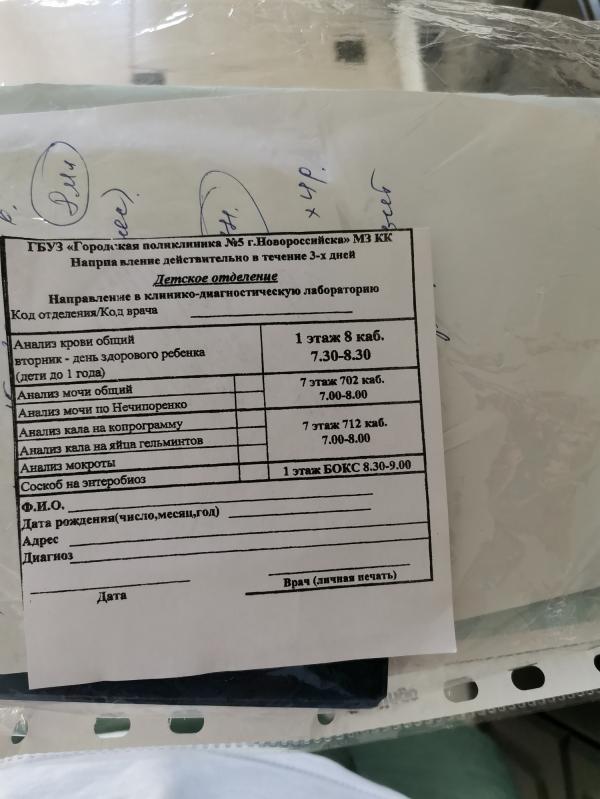 ГБУЗ «Городская поликлиника №5 г.Новороссийска» МЗ КК
Направление действительно в течение 3-х дней
Детское отделение
Направление в клинико-диагностическую лабораторию
Код отделения/Код врача
Анализ крови общий
вторник - день здорового ребенка
(дети до 1 года)
1 этаж 8 каб.
7.30-8.30
Анализ мочи общий
Анализ мочи по Нечипоренко
7 этаж 702 каб.
7.00-8.00
Анализ кала на копрограмму
Анализ кала на яйца гельминтов
Анализ мокроты
7 этаж 712 каб.
7.00-8.00
Соскоб на энтеробиоз
1 этаж БОКС 8.30-9.00
Ф.И.О.
Дата рождения(число,месяц,год)
Адрес
Диагноз
Дата
Врач (личная печать)